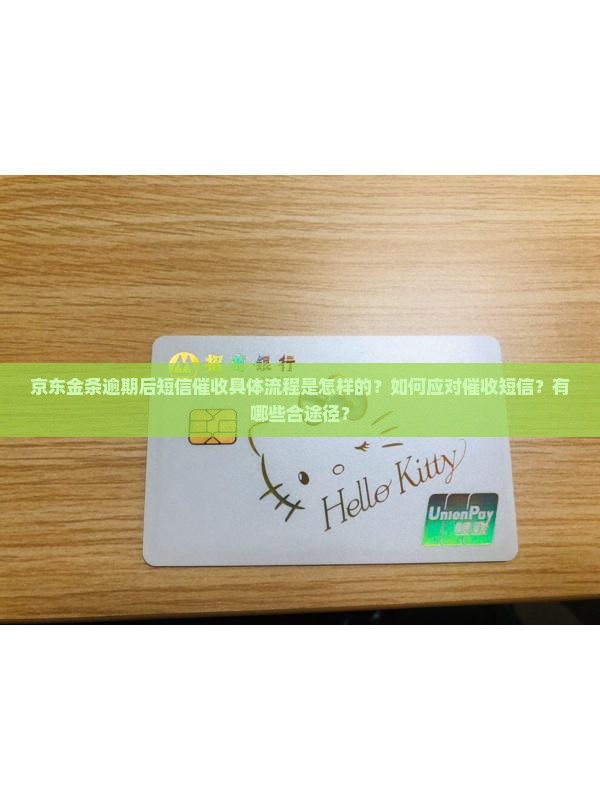 招商银行
京东金条逾期后短信催收具体流程是怎样的？如何应对催收短信？有
哪些合途径？
Hello Kitty
UnionPay
银联